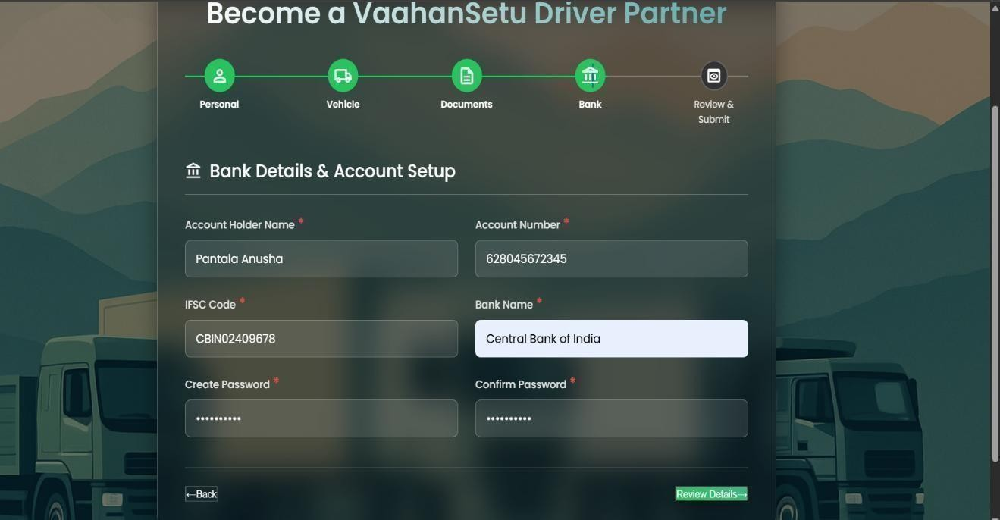 Become a VaahanSetu Driver Partner
Personal
Vehicle
Documents
Bank
Review &
Submit
Bank Details & Account Setup
Account Holder Name *
Account Number *
Pantala Anusha
628045672345
IFSC Code *
Bank Name *
CBIN02409678
Central Bank of India
Create Password *
Confirm Password *
••••••••••
••••••••••
←Back
Review Details→